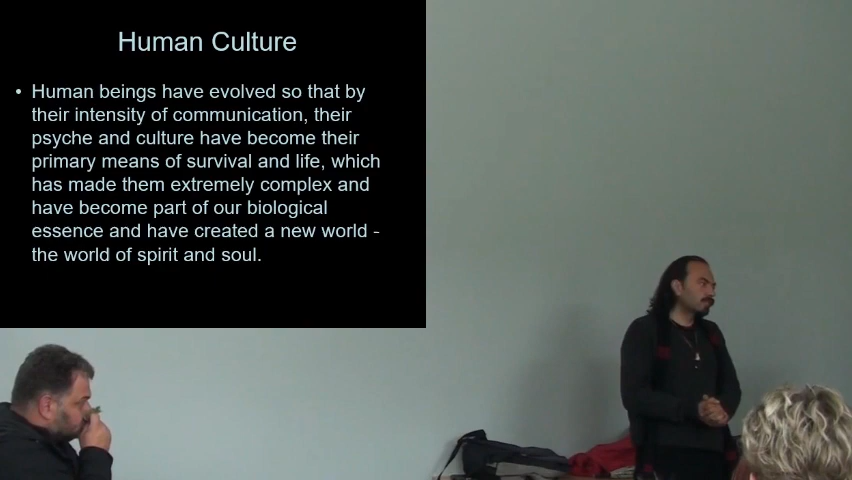 Human Culture
• Human beings have evolved so that by
their intensity of communication, their
psyche and culture have become their
primary means of survival and life, which
has made them extremely complex and
have become part of our biological
essence and have created a new world -
the world of spirit and soul.